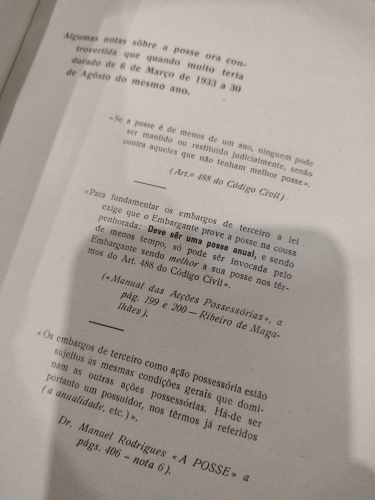 Algumas notas sôbre a posse ora con-
trovertida que quando muito teria
durado de 6 de Março de 1933 a 30
de Agôsto do mesmo ano.
«Se a posse é de menos de um ano, ninguem pode
ser mantido ou restituido judicialmente, senão
contra aqueles que não tenham melhor posse».
(Art.o 488 do Código Civil)
«Para fundamentar os embargos de terceiro a lei
exige que o Embargante prove a posse na cousa
penhorada: Deve sêr uma posse anual, e sendo
de menos tempo, só pode sêr invocada pelo
Embargante sendo melhor a sua posse nos têr-
mos do Art. 488 do Código Civil».
(«Manual das Acções Possessórias», a
pág. 199 e 200 — Ribeiro de Maga-
lhães).
«Os embargos de terceiro como ação possessória estão
sujeitos ás mesmas condições gerais que domi-
nam as outras ações possessórias. Há-de ser
portanto um possuidor, nos têrmos já referidos
(a anualidade, etc.)».
Dr. Manuel Rodrigues «A POSSE» a
págs. 406 — nota 6).